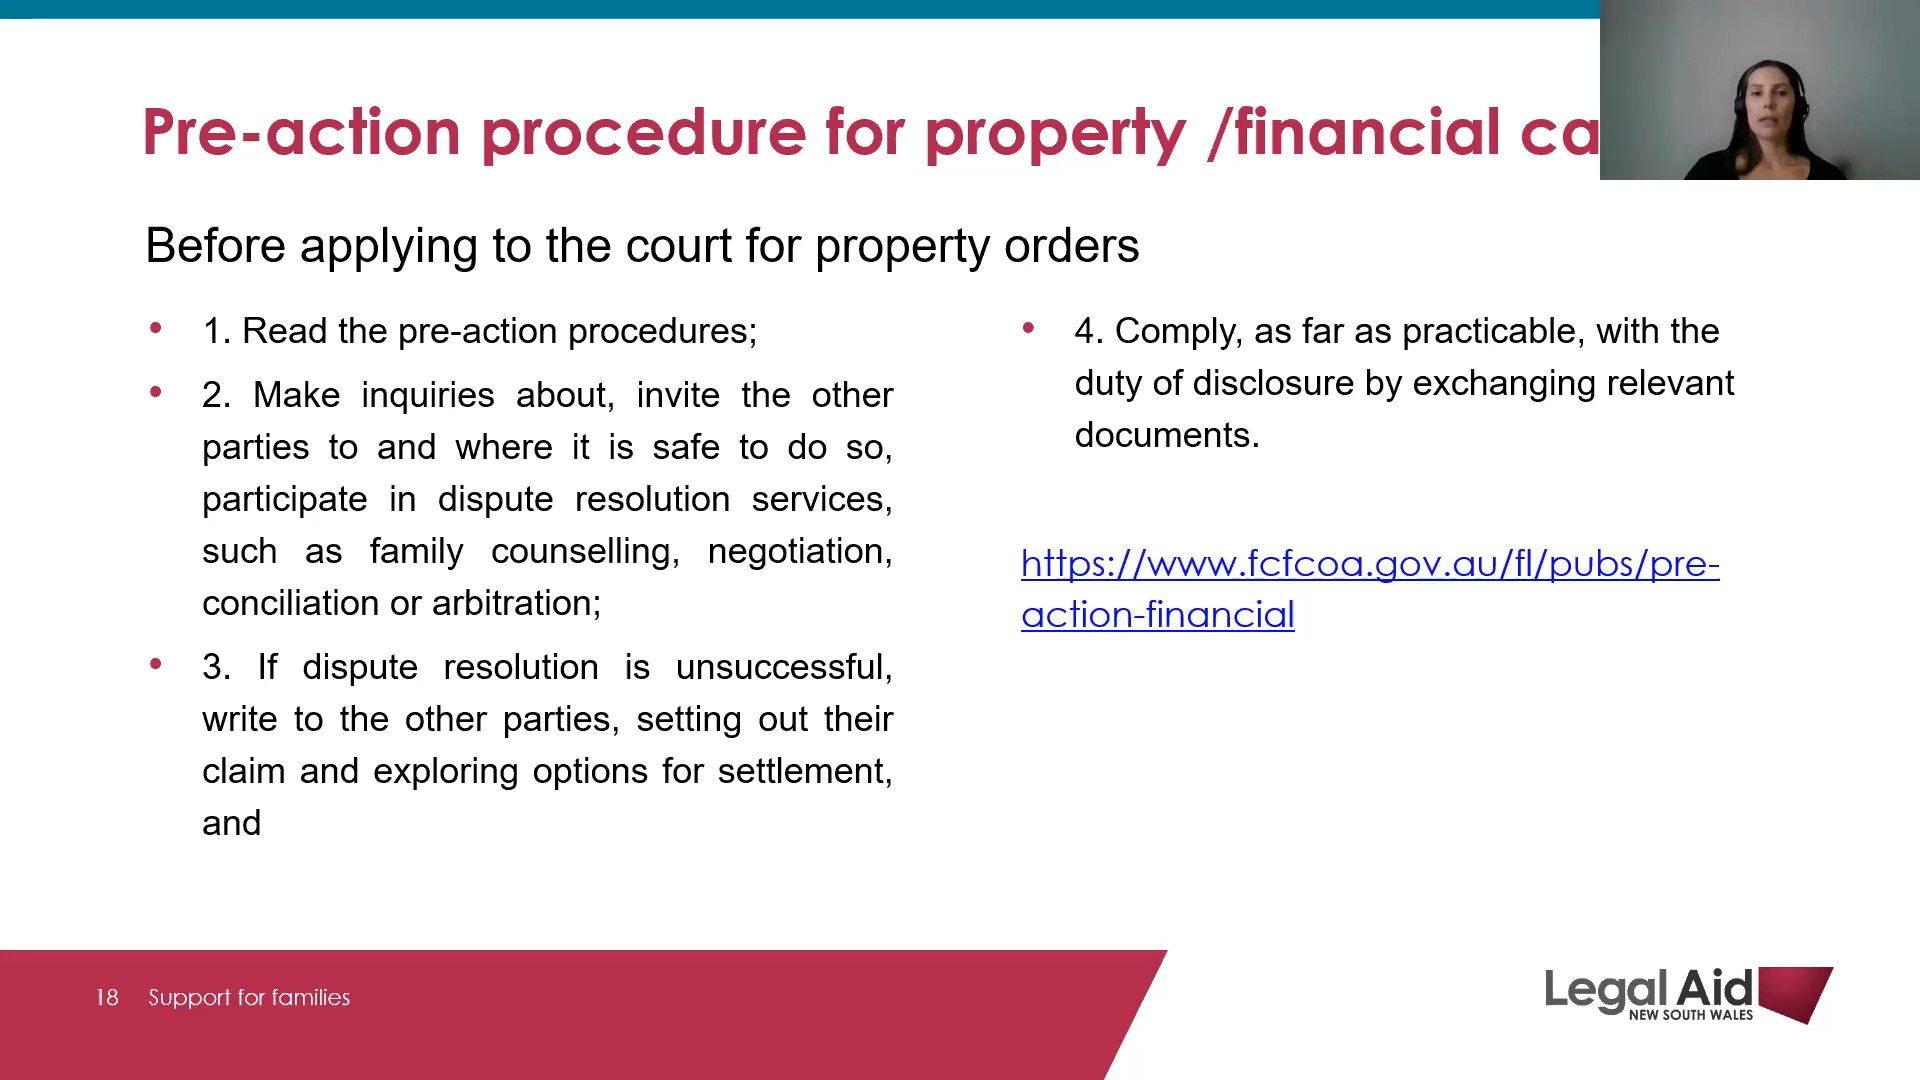 Pre-action procedure for property /financial ca
Before applying to the court for property orders
• 1. Read the pre-action procedures;
• 2. Make inquiries about, invite the other
parties to and where it is safe to do so,
participate in dispute resolution services,
such as family counselling, negotiation,
conciliation or arbitration;
• 3. If dispute resolution is unsuccessful,
write to the other parties, setting out their
claim and exploring options for settlement,
and
• 4. Comply, as far as practicable, with the
duty of disclosure by exchanging relevant
documents.
https://www.fcfcoa.gov.au/fl/pubs/pre-
action-financial
18 Support for families
Legal Aid
NEW SOUTH WALES